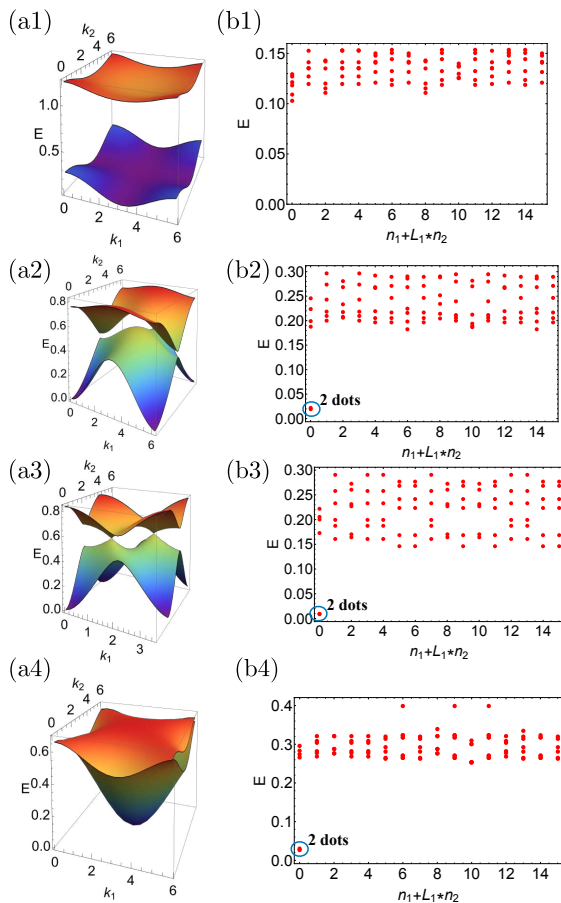 (a1)
k2
0 2 4 6
1.0
E
0.5
0 2 4 6
k1
(b1)
0.15
0.10
E
0.05
0.00
0 2 4 6 8 10 12 14
n1+L1*n2
(a2)
k2
0 2 4 6
0.8
0.6
E
0.4
0.2
0.0
0 2 4 6
k1
(b2)
0.30
0.25
0.20
E
0.15
0.10
0.05
0.00
2 dots
0 2 4 6 8 10 12 14
n1+L1*n2
(a3)
k2
0 2 4 6
0.8
0.6
E
0.4
0.2
0.0
0 1 2 3
k1
(b3)
0.30
0.25
0.20
E
0.15
0.10
0.05
0.00
2 dots
0 2 4 6 8 10 12 14
n1+L1*n2
(a4)
k2
0 2 4 6
0.6
E
0.4
0.2
0.0
0 2 4 6
k1
(b4)
0.4
0.3
E
0.2
0.1
0.0
2 dots
0 2 4 6 8 10 12 14
n1+L1*n2